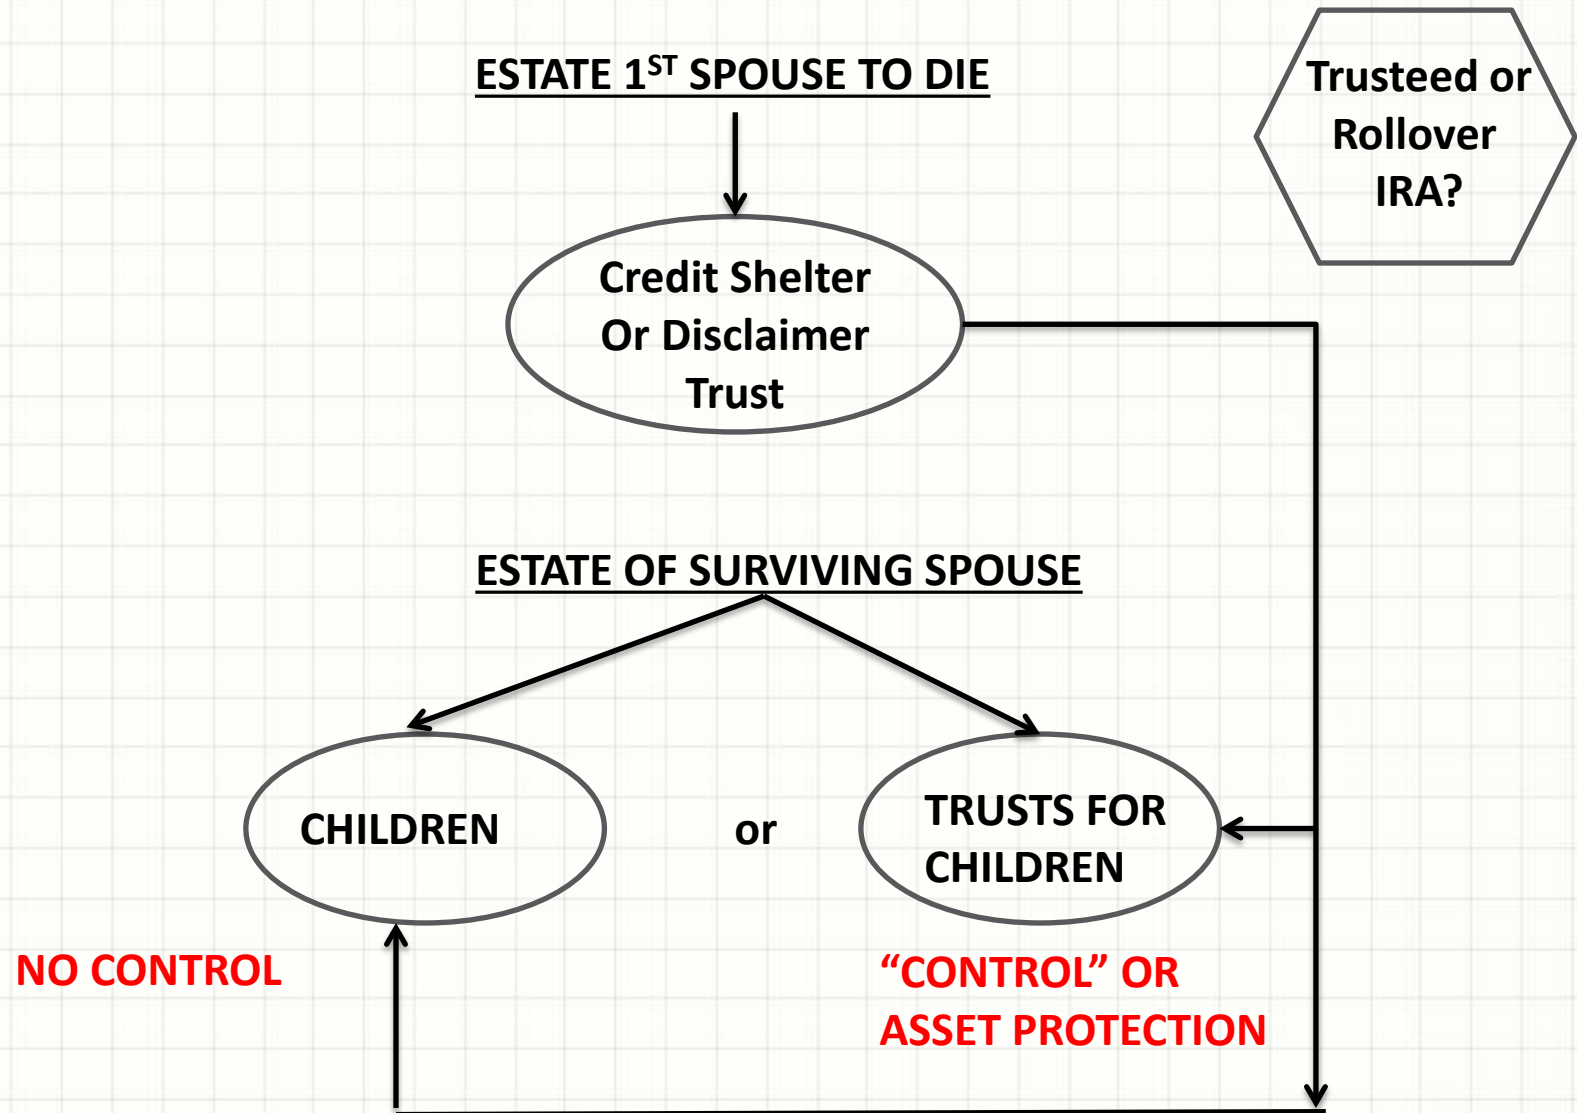 ESTATE 1ST SPOUSE TO DIE
Trusteed or
Rollover
IRA?
Credit Shelter
Or Disclaimer
Trust
ESTATE OF SURVIVING SPOUSE
CHILDREN
or
TRUSTS FOR
CHILDREN
NO CONTROL
“CONTROL” OR
ASSET PROTECTION